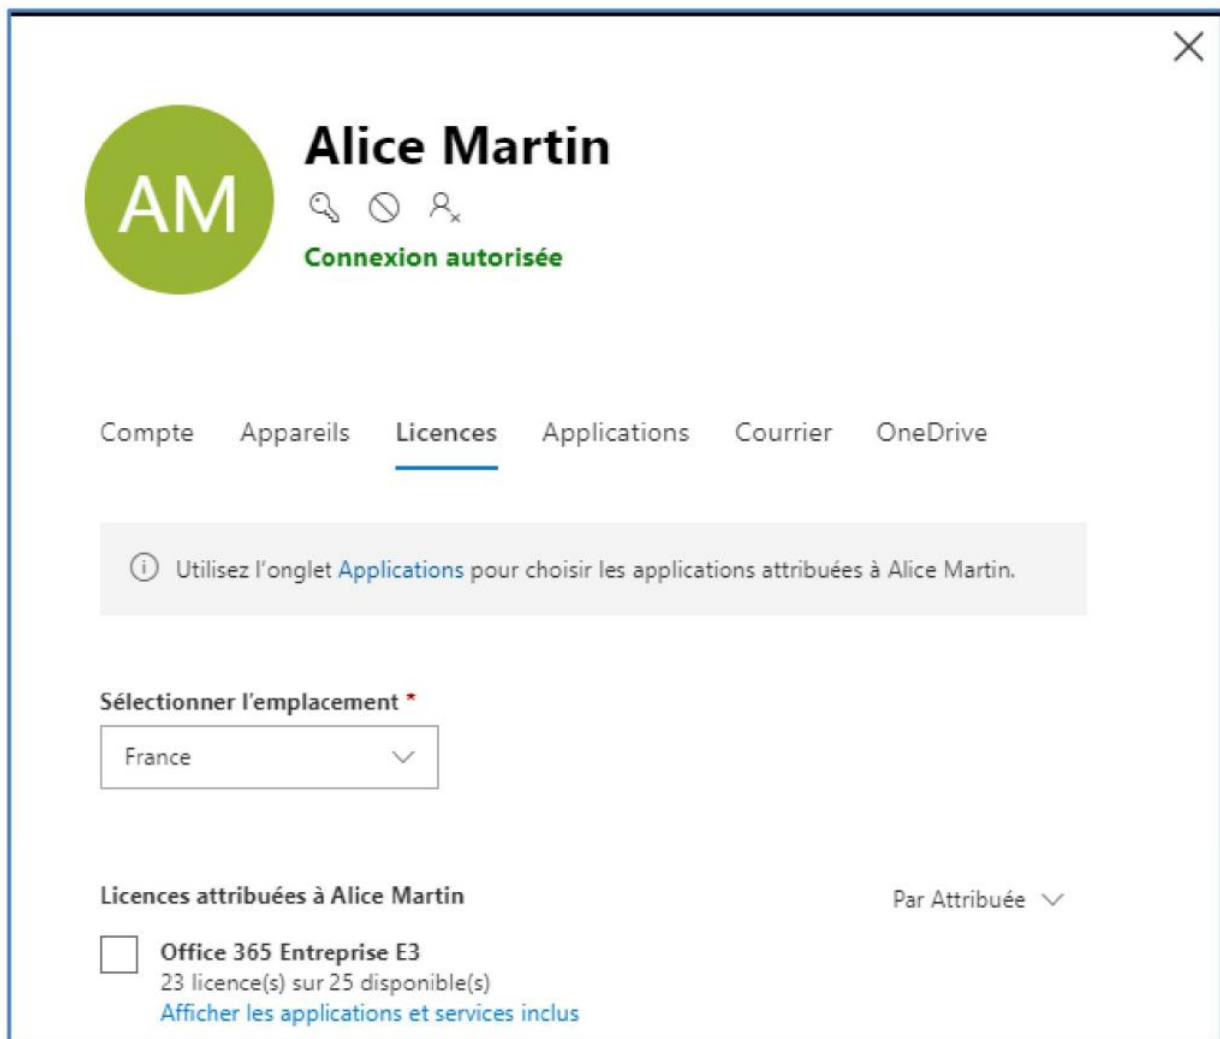 Alice Martin
AM
Connexion autorisée
Compte Appareils Licences Applications Courrier OneDrive
Utilisez l'onglet Applications pour choisir les applications attribuées à Alice Martin.
Sélectionner l'emplacement *
France
Licences attribuées à Alice Martin Par Attribuée
Office 365 Entreprise E3
23 licence(s) sur 25 disponible(s)
Afficher les applications et services inclus